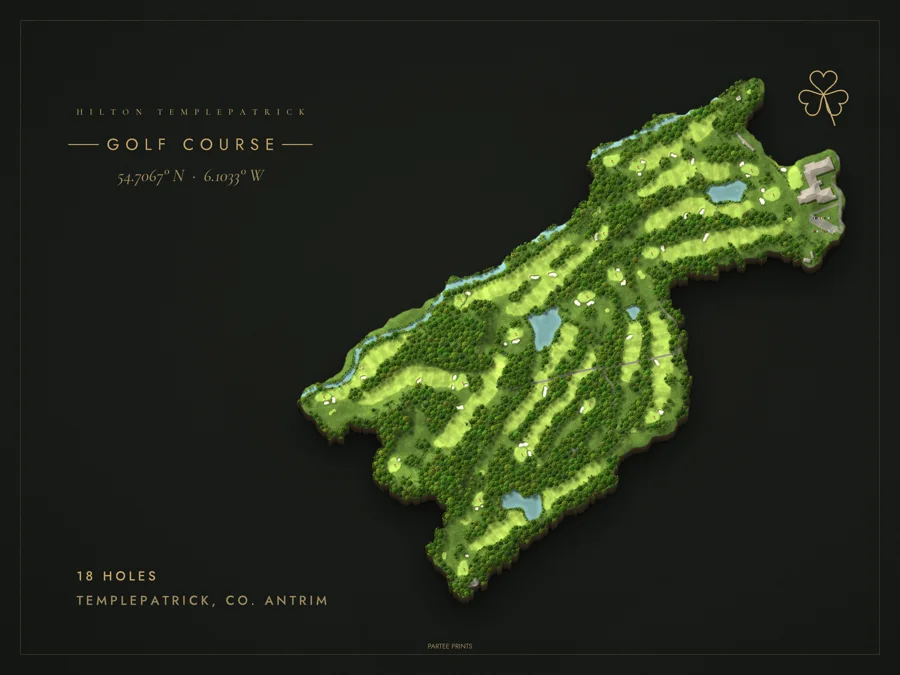 HILTON TEMPLEPATRICK
GOLF COURSE
54.7067° N · 6.1033° W
18 HOLES
TEMPLEPATRICK, CO. ANTRIM
PARTEE PRINTS